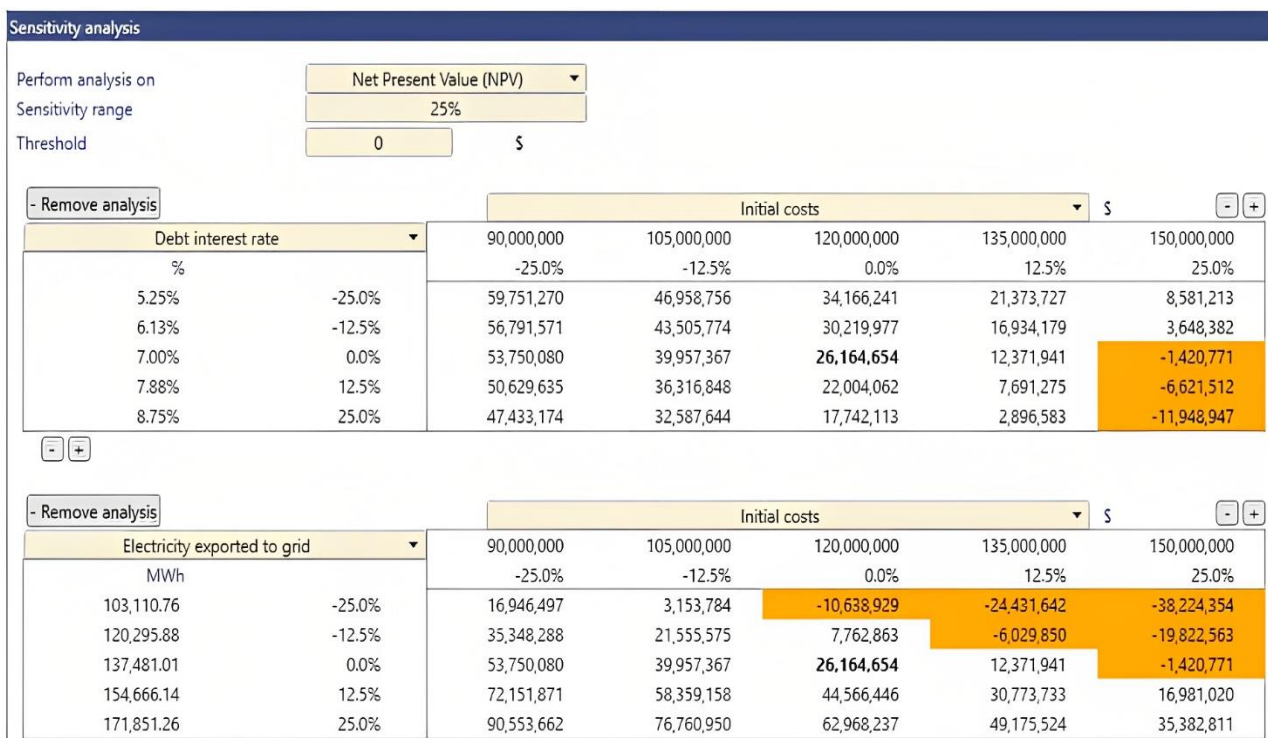 Sensitivity analysis
Perform analysis on Net Present Value (NPV)
Sensitivity range 25%
Threshold 0 $
- Remove analysis Initial costs $ - +
Debt interest rate 90,000,000 105,000,000 120,000,000 135,000,000 150,000,000
% -25.0% -12.5% 0.0% 12.5% 25.0%
5.25% -25.0% 59,751,270 46,958,756 34,166,241 21,373,727 8,581,213
6.13% -12.5% 56,791,571 43,505,774 30,219,977 16,934,179 3,648,382
7.00% 0.0% 53,750,080 39,957,367 26,164,654 12,371,941 -1,420,771
7.88% 12.5% 50,629,635 36,316,848 22,004,062 7,691,275 -6,621,512
8.75% 25.0% 47,433,174 32,587,644 17,742,113 2,896,583 -11,948,947
- +
- Remove analysis Initial costs $ - +
Electricity exported to grid 90,000,000 105,000,000 120,000,000 135,000,000 150,000,000
MWh -25.0% -12.5% 0.0% 12.5% 25.0%
103,110.76 -25.0% 16,946,497 3,153,784 -10,638,929 -24,431,642 -38,224,354
120,295.88 -12.5% 35,348,288 21,555,575 7,762,863 -6,029,850 -19,822,563
137,481.01 0.0% 53,750,080 39,957,367 26,164,654 12,371,941 -1,420,771
154,666.14 12.5% 72,151,871 58,359,158 44,566,446 30,773,733 16,981,020
171,851.26 25.0% 90,553,662 76,760,950 62,968,237 49,175,524 35,382,811